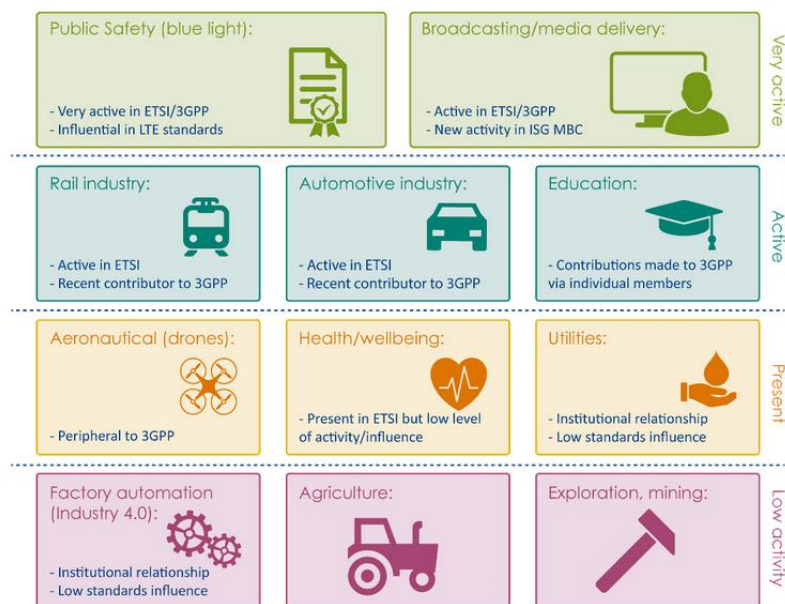 Public Safety (blue light):
- Very active in ETSI/3GPP
- Influential in LTE standards
Broadcasting/media delivery:
- Active in ETSI/3GPP
- New activity in ISG MBC
Very active
Rail industry:
- Active in ETSI
- Recent contributor to 3GPP
Automotive industry:
- Active in ETSI
- Recent contributor to 3GPP
Education:
- Contributions made to 3GPP
via individual members
Active
Aeronautical (drones):
- Peripheral to 3GPP
Health/wellbeing:
- Present in ETSI but low level
of activity/influence
Utilities:
- Institutional relationship
- Low standards influence
Present
Factory automation
(Industry 4.0):
- Institutional relationship
- Low standards influence
Agriculture:
Exploration, mining:
Low activity